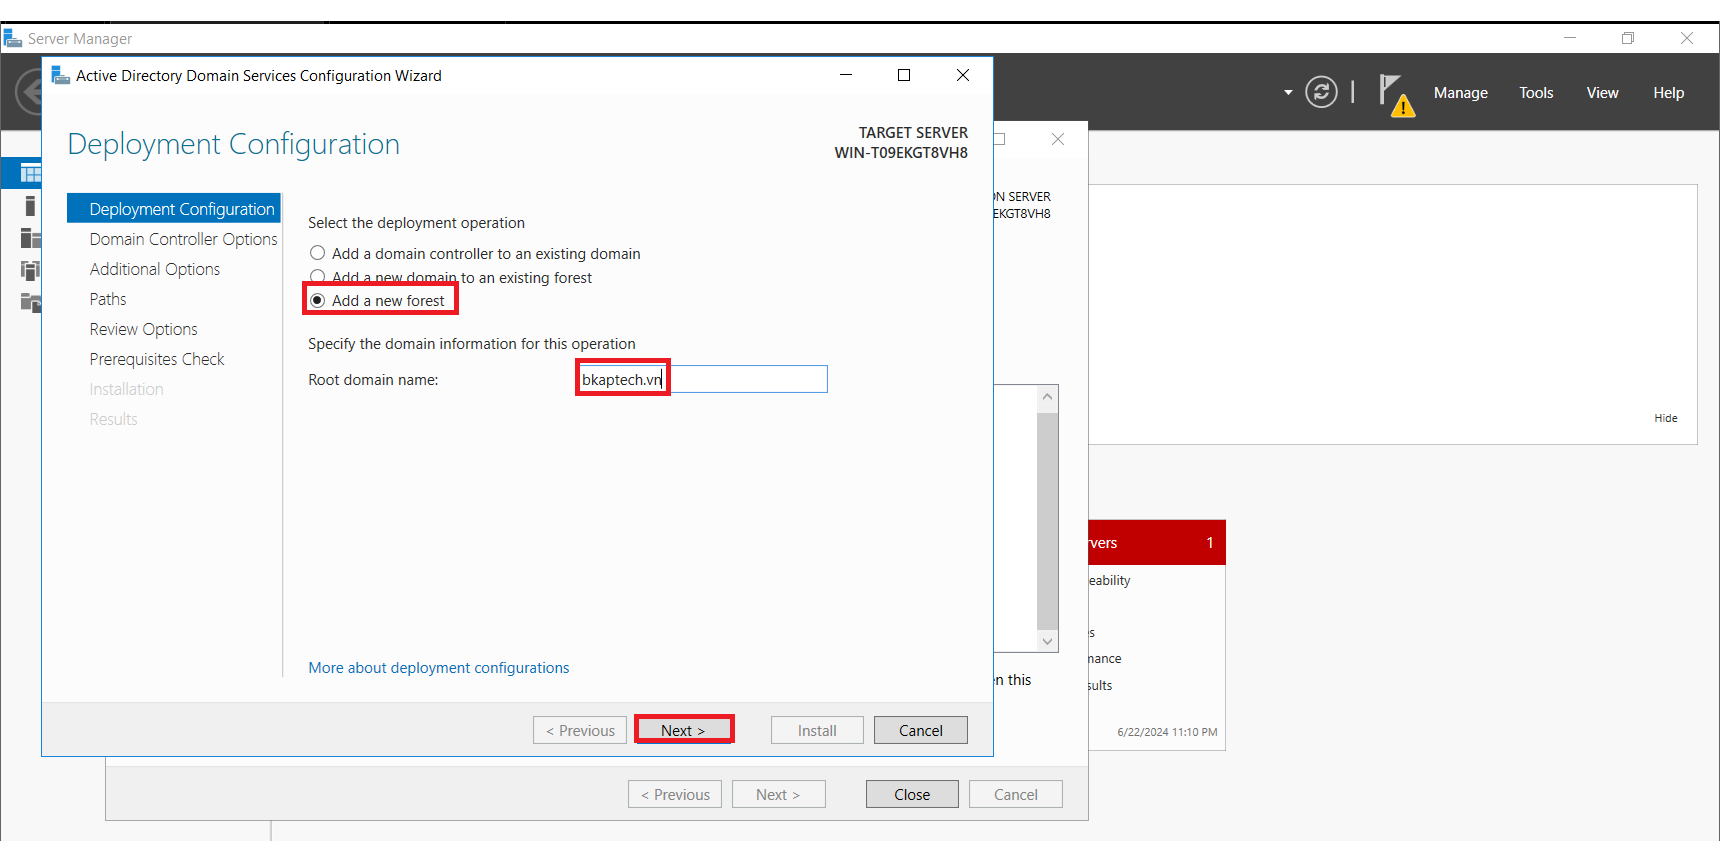 Server Manager
Active Directory Domain Services Configuration Wizard
Manage Tools View Help
Deployment Configuration
TARGET SERVER
WIN-T09EKGT8VH8
Deployment Configuration
Domain Controller Options
Additional Options
Paths
Review Options
Prerequisites Check
Installation
Results
Select the deployment operation
Add a domain controller to an existing domain
Add a new domain to an existing forest
Add a new forest
Specify the domain information for this operation
Root domain name: bkaptech.vn
More about deployment configurations
< Previous Next > Install Cancel
ON SERVER
EKGT8VH8
Hide
n this
< Previous Next > Close Cancel
vers 1
eability
s
mance
sults
6/22/2024 11:10 PM